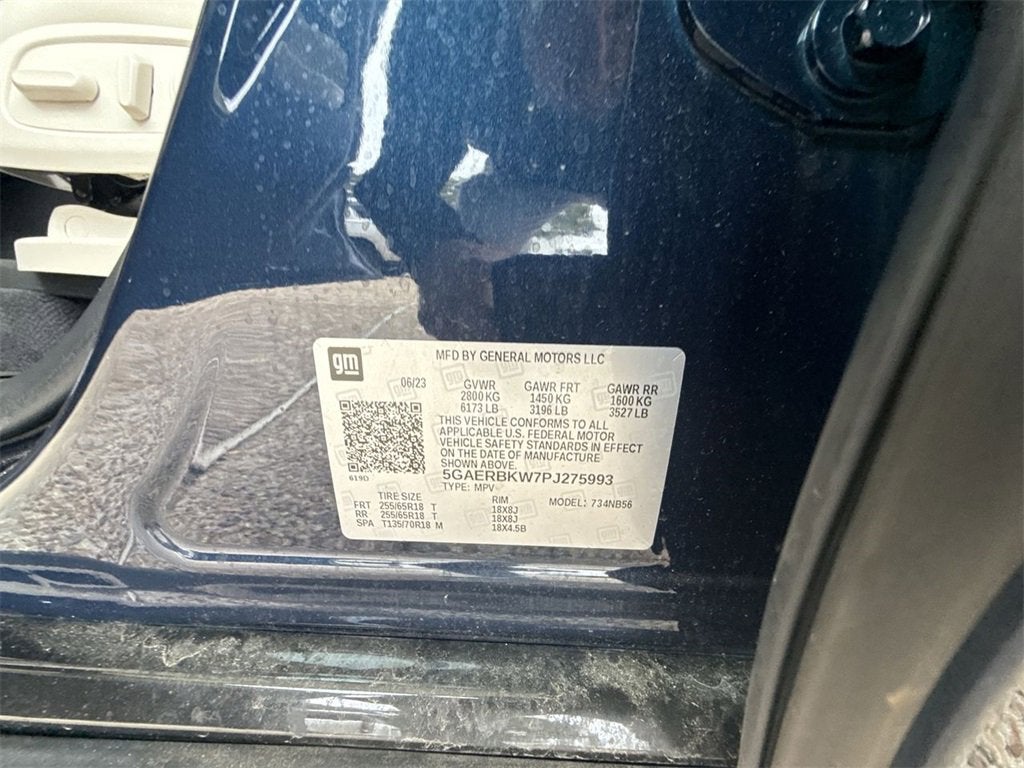 gm
MFD BY GENERAL MOTORS LLC
06/23 GVWR GAWR FRT GAWR RR
2800 KG 1450 KG 1600 KG
6173 LB 3196 LB 3527 LB
THIS VEHICLE CONFORMS TO ALL
APPLICABLE U.S. FEDERAL MOTOR
VEHICLE SAFETY STANDARDS IN EFFECT
ON THE DATE OF MANUFACTURE
SHOWN ABOVE.
619D
5GAERBKW7PJ275993
TYPE: MPV
TIRE SIZE RIM MODEL: 734NB56
FRT 255/65R18 T 18X8J
RR 255/65R18 T 18X8J
SPA T135/70R18 M 18X4.5B